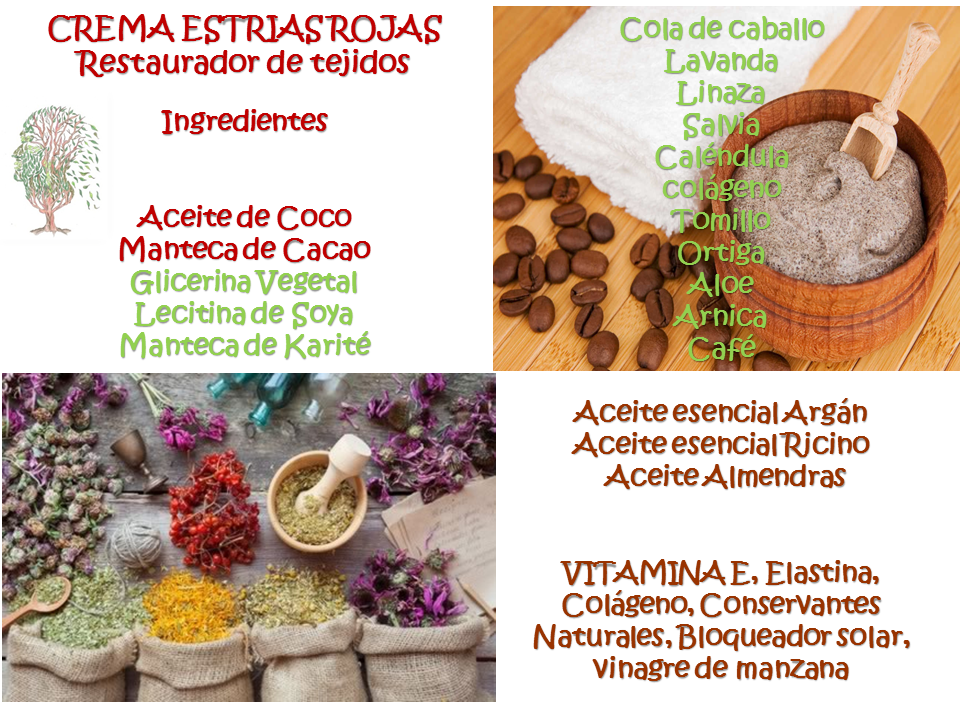 CREMA ESTRIAS ROJAS
Restaurador de tejidos
Ingredientes
Aceite de Coco
Manteca de Cacao
Glicerina Vegetal
Lecitina de Soya
Manteca de Karité
Cola de caballo
Lavanda
Linaza
Salvia
Caléndula
colágeno
Tomillo
Ortiga
Aloe
Arnica
Café
Aceite esencial Argán
Aceite esencial Ricino
Aceite Almendras
VITAMINA E, Elastina,
Colágeno, Conservantes
Naturales, Bloqueador solar,
vinagre de manzana